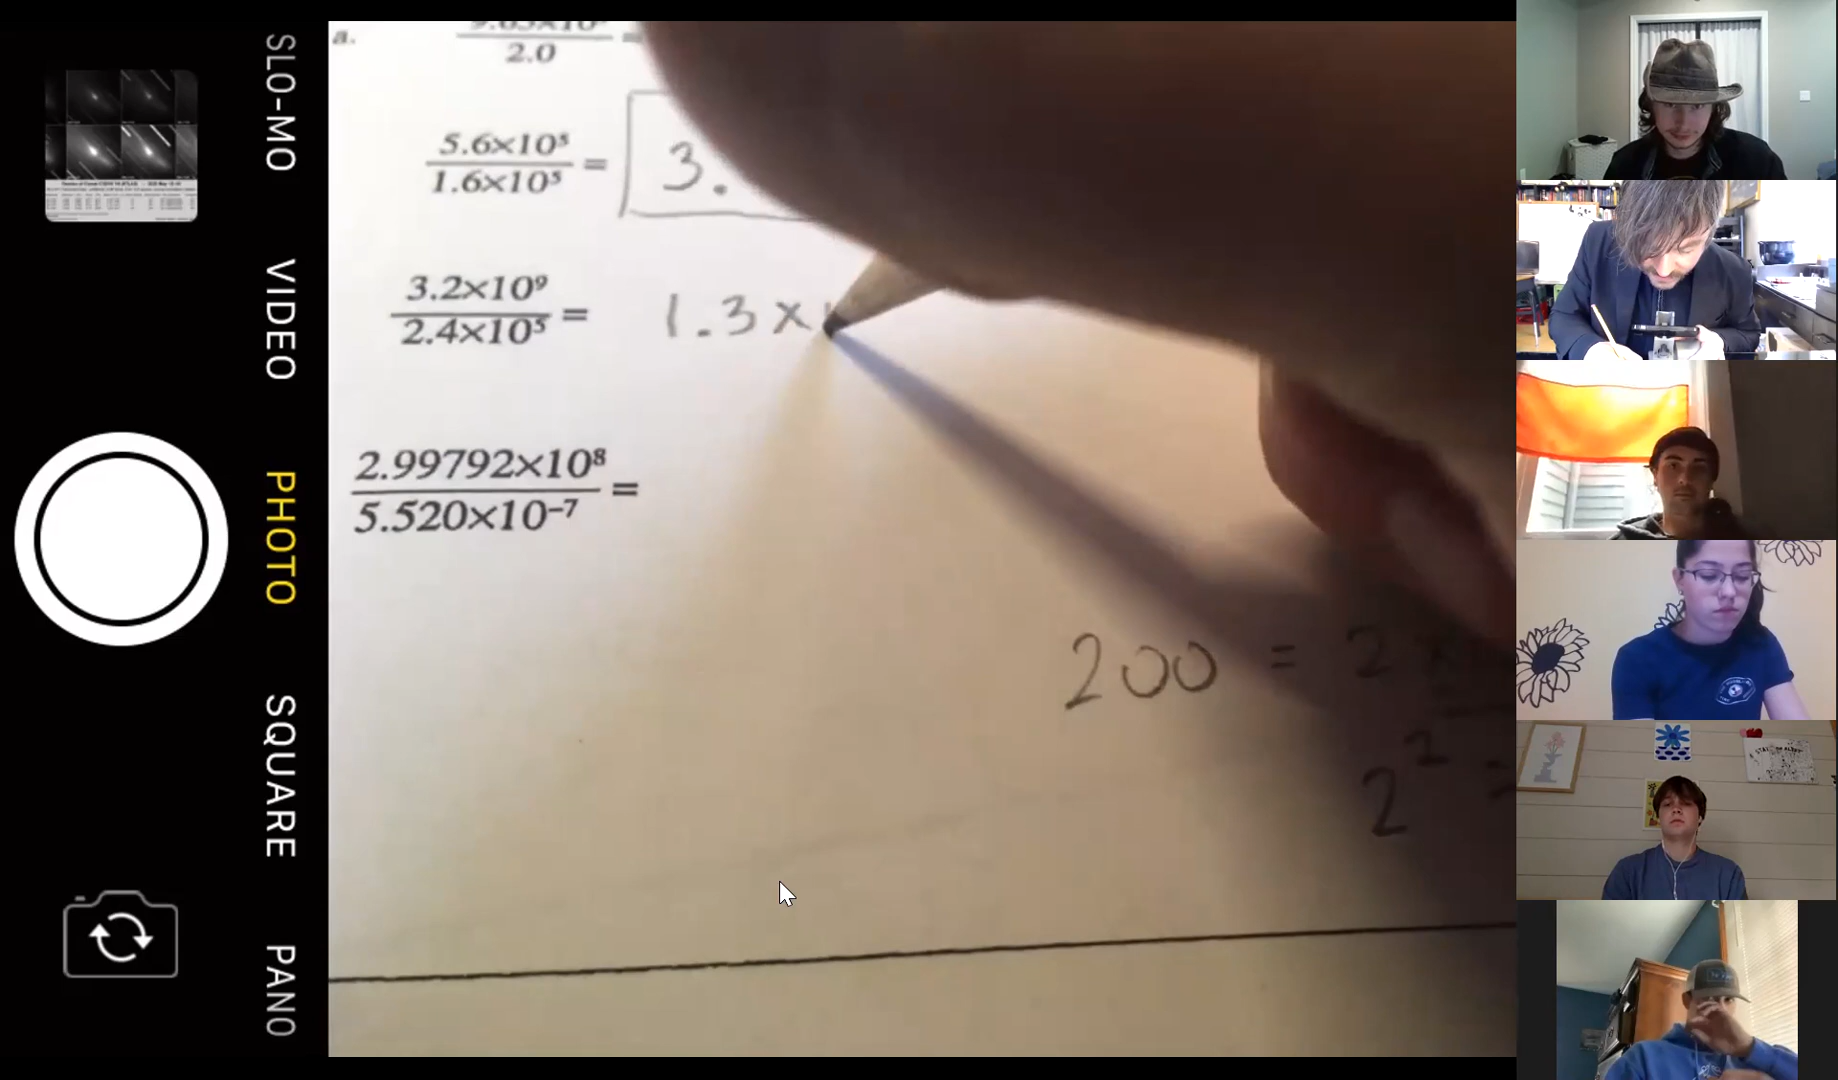 SLO-MO
VIDEO
PHOTO
SQUARE
PANO
a.
2.0 =
5.6×10⁵
1.6×10⁵ = 3.
3.2×10⁹
2.4×10⁵ = 1.3 ×
2.99792×10⁸
5.520×10⁻⁷ =
200 = 2 ×
2² =